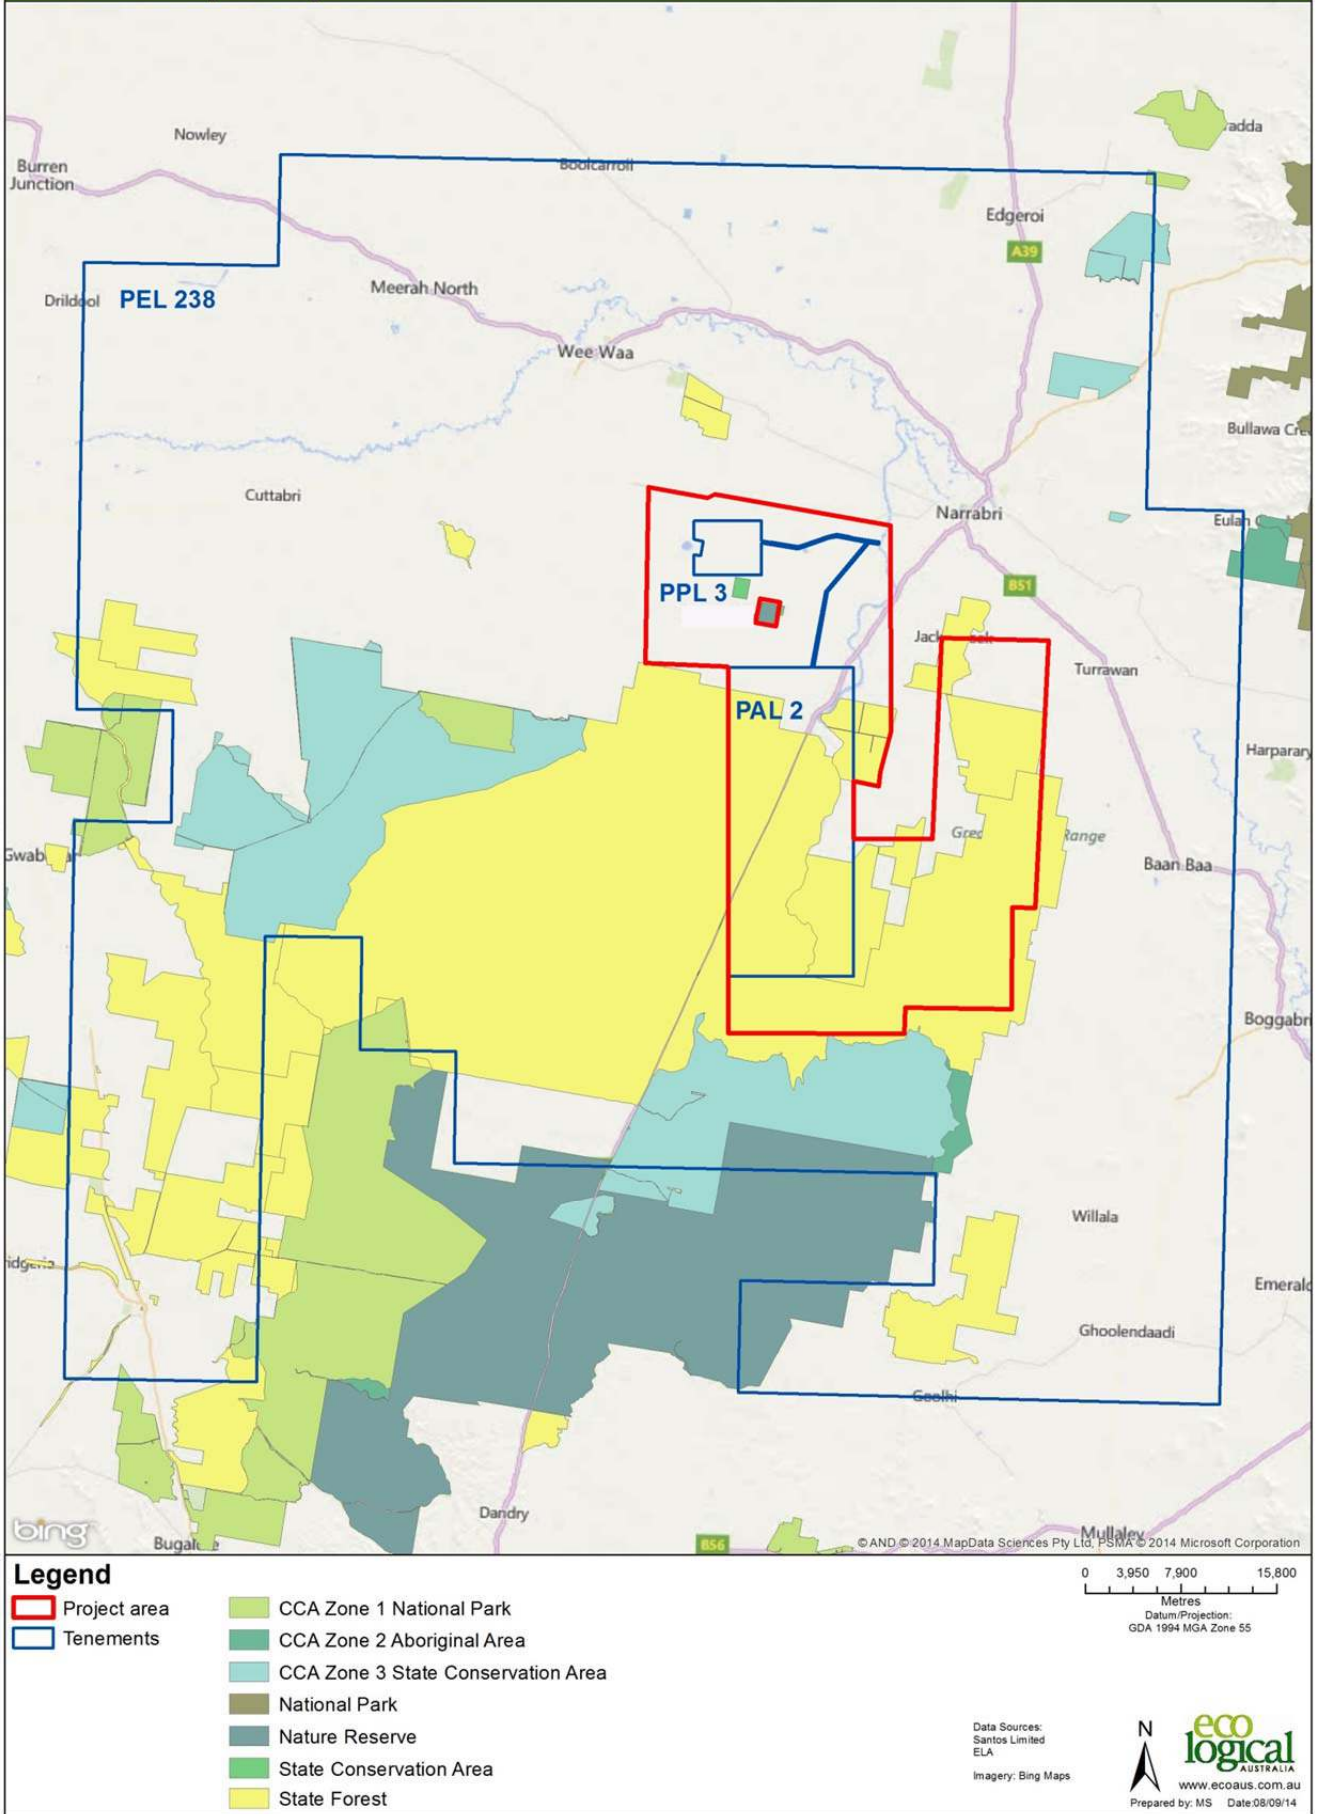 Nowley
Burren
Junction
Boolcarroll
adda
Edgeroi
A39
Drildool
PEL 238
Meerah North
Wee Waa
Bullawa Cre
Cuttabri
Narrabri
Eulah C
PPL 3
B51
Jack
Turrawan
PAL 2
Harparary
Range
Gwab
Baan Baa
Boggabri
Willala
Emerald
Ghoolendaadi
Goolhi
bing
Dandry
Mullaley
B56
© AND © 2014 MapData Sciences Pty Ltd, PSMA © 2014 Microsoft Corporation
Legend
Project area
Tenements
CCA Zone 1 National Park
CCA Zone 2 Aboriginal Area
CCA Zone 3 State Conservation Area
National Park
Nature Reserve
State Conservation Area
State Forest
0 3,950 7,900 15,800
Metres
Datum/Projection:
GDA 1994 MGA Zone 55
Data Sources:
Santos Limited
ELA
Imagery: Bing Maps
N
eco
logical
AUSTRALIA
www.ecoaus.com.au
Prepared by: MS Date:08/09/14